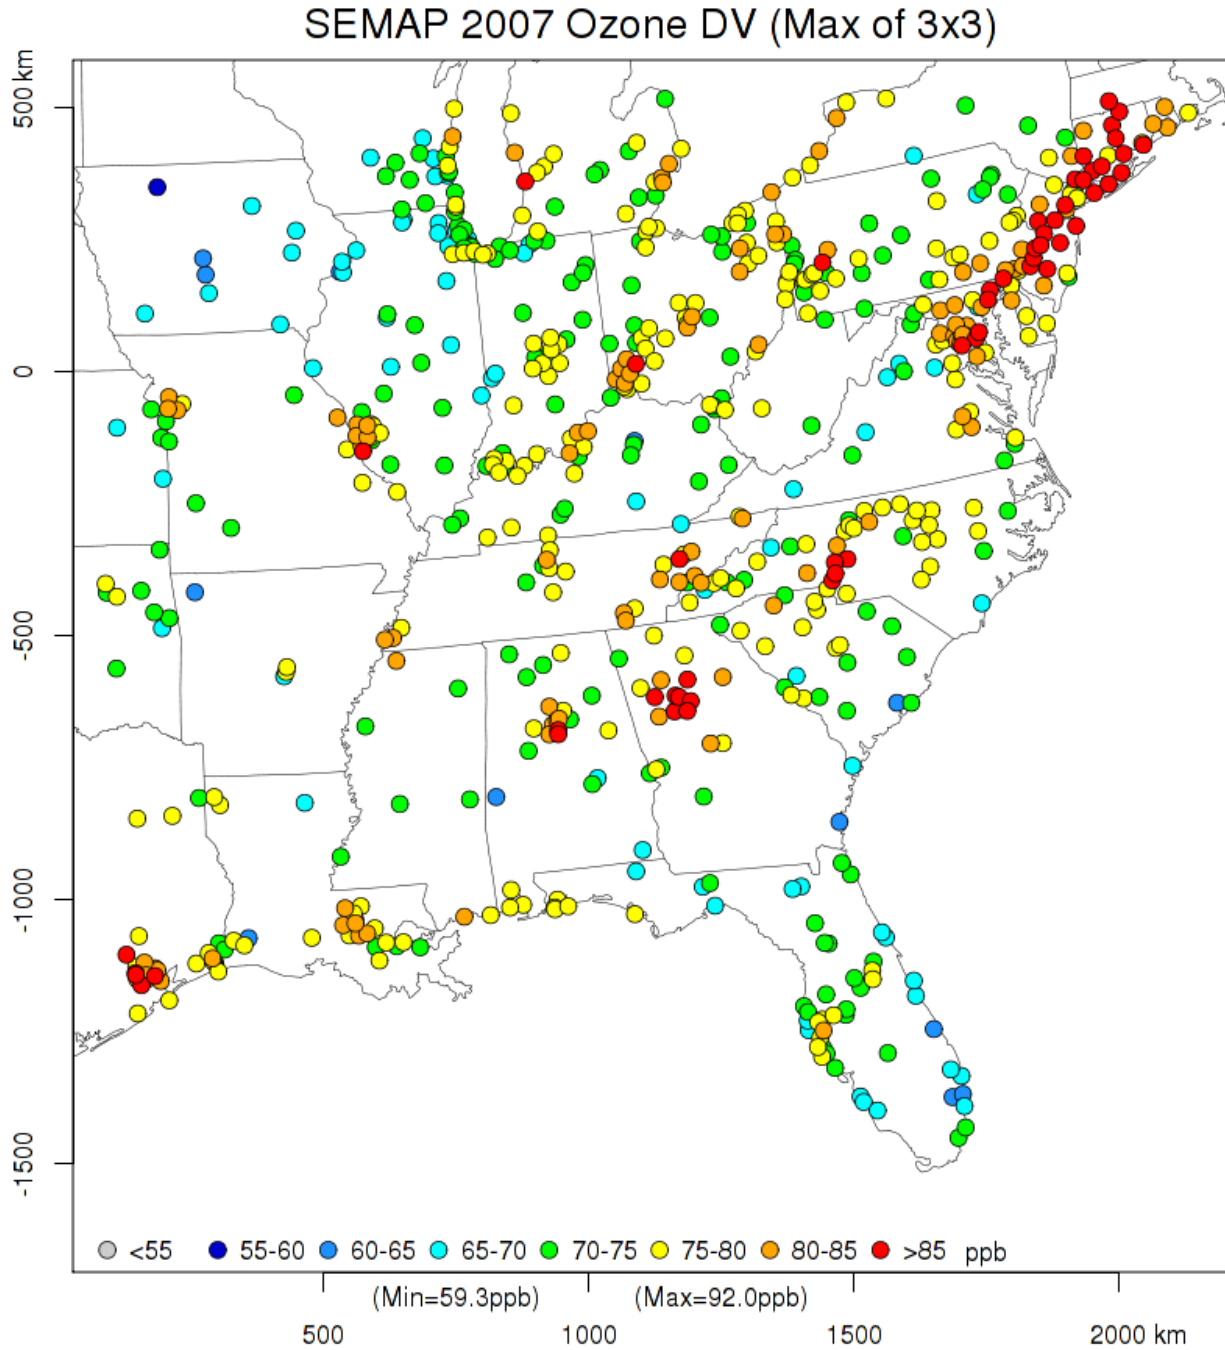 SEMAP 2007 Ozone DV (Max of 3x3)
500 km
0
-500
-1000
-1500
<55 55-60 60-65 65-70 70-75 75-80 80-85 >85 ppb
(Min=59.3ppb) (Max=92.0ppb)
500 1000 1500 2000 km